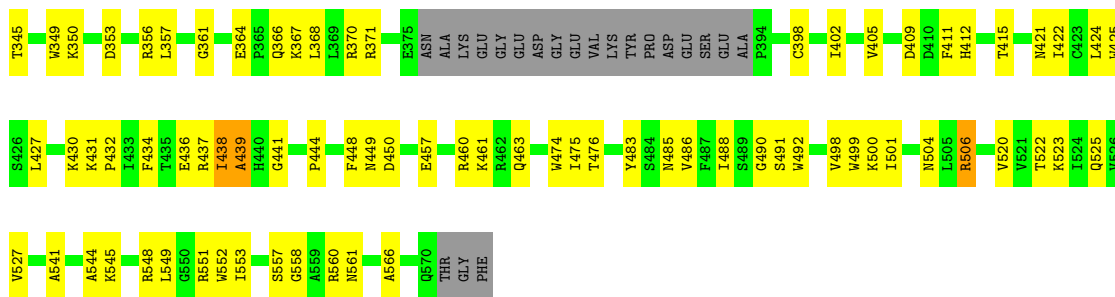 T345 W349 K350 D353 R356 L357 G361 E364 P365 Q366 K367 L368 L369 R370 R371 E375 ASN ALA LYS GLU GLY GLU ASP GLY GLU VAL LYS TYR PRO ASP GLU SER GLU ALA P394 C398 I402 V405 D409 D410 F411 H412 T415 N421 I422 C423 L424 W425
S426 L427 K430 K431 P432 I433 F434 T435 E436 R437 I438 A439 H440 G441 P444 F448 N449 D450 E457 R460 K461 R462 Q463 W474 I475 T476 Y483 S484 N485 V486 F487 I488 S489 G490 S491 W492 V498 W499 K500 I501 N504 L505 R506 V520 V521 T522 K523 I524 Q525 V526
V527 A541 A544 K545 R548 L549 G550 R551 W552 I553 S557 G558 A559 R560 N561 A566 Q570 THR GLY PHE